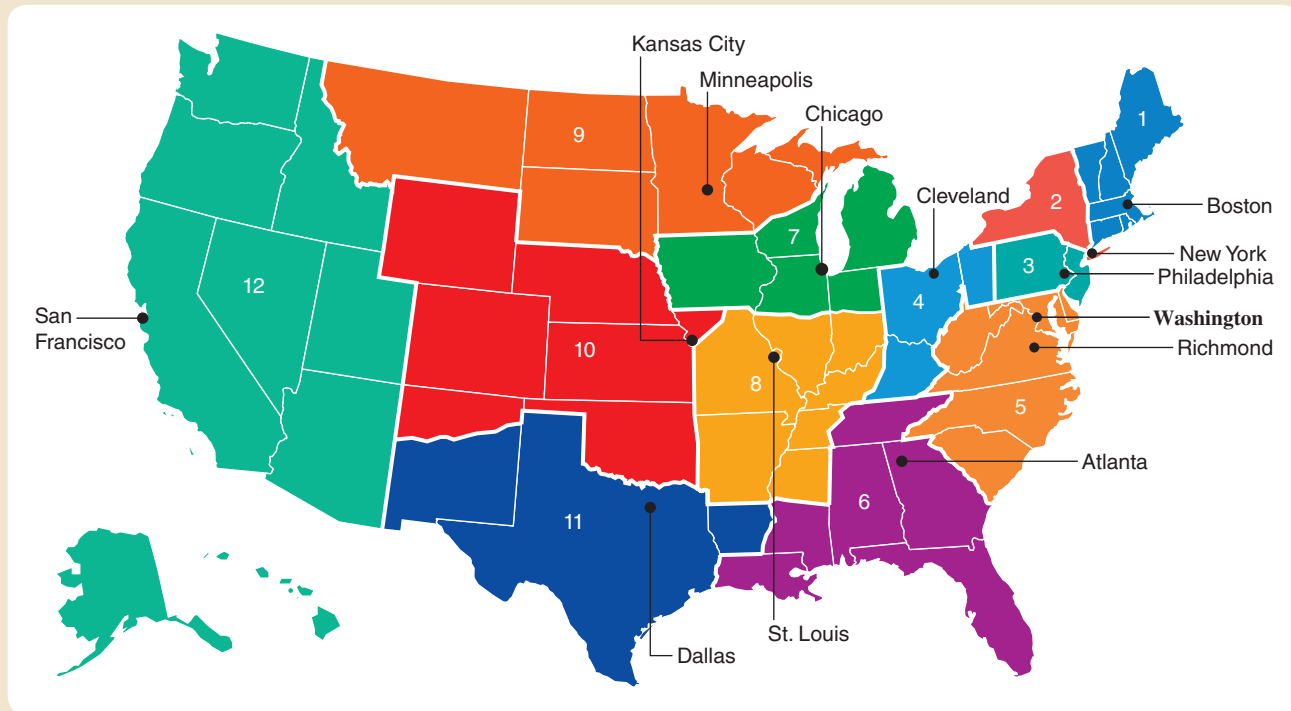 Kansas City
Minneapolis
Chicago
Cleveland
Boston
New York
Philadelphia
Washington
Richmond
Atlanta
San
Francisco
St. Louis
Dallas
1
2
3
4
5
6
7
8
9
10
11
12